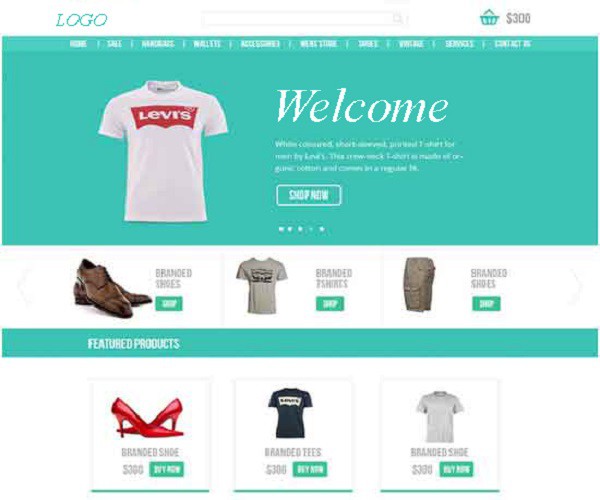 LOGO
$300
HOME | SALE | HANDBAGS | WALLETS | ACCESSORIES | MENS STORE | SHOES | VINTAGE | SERVICES | CONTACT US
LEVI'S
Welcome
White coloured, short-sleeved, printed T-shirt for
men by Levi's. This crew-neck T-shirt is made of or-
ganic cotton and comes in a regular fit.
SHOP NOW
BRANDED
SHOES
SHOP
BRANDED
TSHIRTS
SHOP
BRANDED
SHOES
SHOP
FEATURED PRODUCTS
BRANDED SHOE
$300 BUY NOW
BRANDED TEES
$300 BUY NOW
BRANDED SHOE
$300 BUY NOW